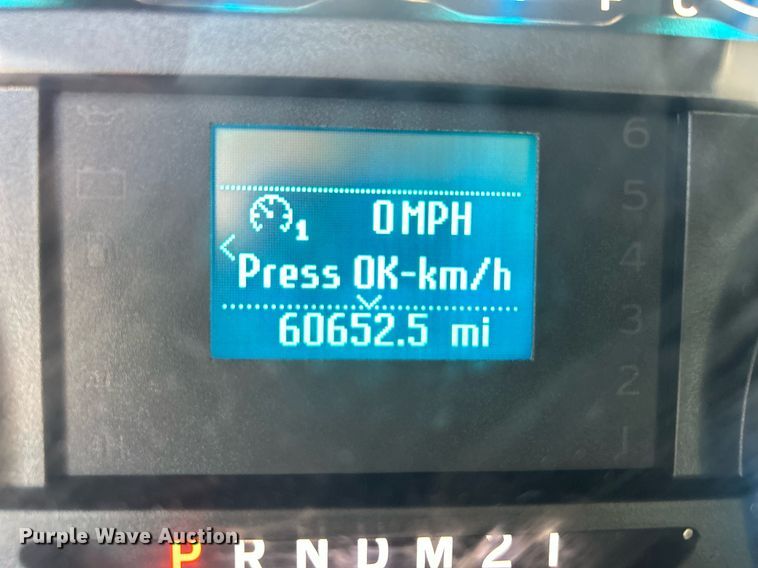 6
5
1 0 MPH
4
Press OK-km/h
3
60652.5 mi
2
1
Purple Wave Auction
P R N D M 2 1